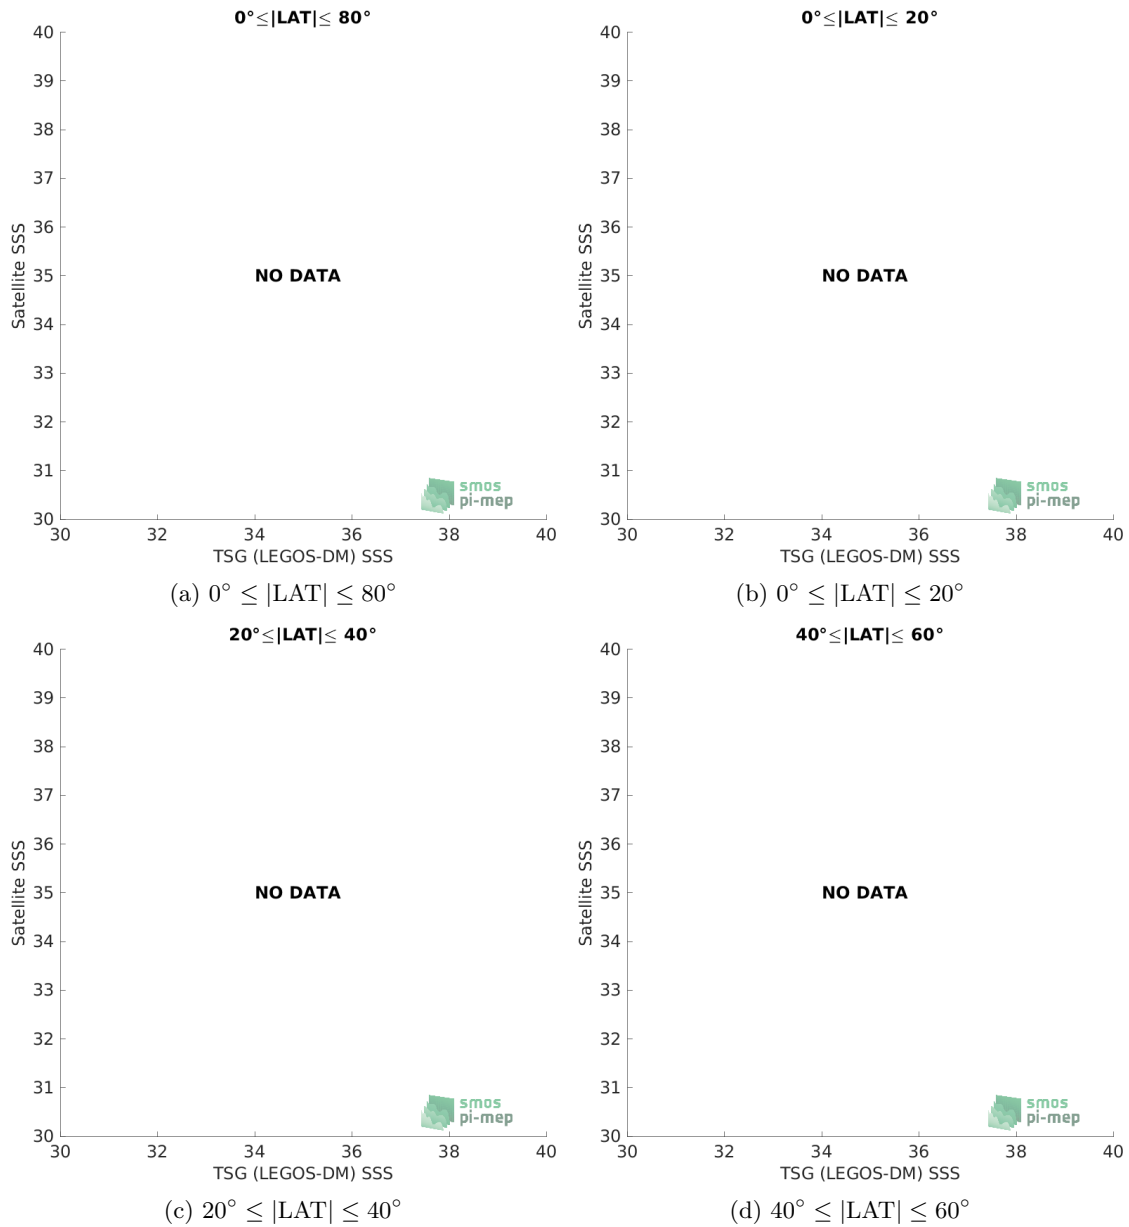 0°≤|LAT|≤ 80°
40
39
38
37
36
35
34
33
32
31
30
Satellite SSS
NO DATA
smos
pi-mep
30 32 34 36 38 40
TSG (LEGOS-DM) SSS
(a) 0° ≤ |LAT| ≤ 80°
0°≤|LAT|≤ 20°
40
39
38
37
36
35
34
33
32
31
30
Satellite SSS
NO DATA
smos
pi-mep
30 32 34 36 38 40
TSG (LEGOS-DM) SSS
(b) 0° ≤ |LAT| ≤ 20°
20°≤|LAT|≤ 40°
40
39
38
37
36
35
34
33
32
31
30
Satellite SSS
NO DATA
smos
pi-mep
30 32 34 36 38 40
TSG (LEGOS-DM) SSS
(c) 20° ≤ |LAT| ≤ 40°
40°≤|LAT|≤ 60°
40
39
38
37
36
35
34
33
32
31
30
Satellite SSS
NO DATA
smos
pi-mep
30 32 34 36 38 40
TSG (LEGOS-DM) SSS
(d) 40° ≤ |LAT| ≤ 60°